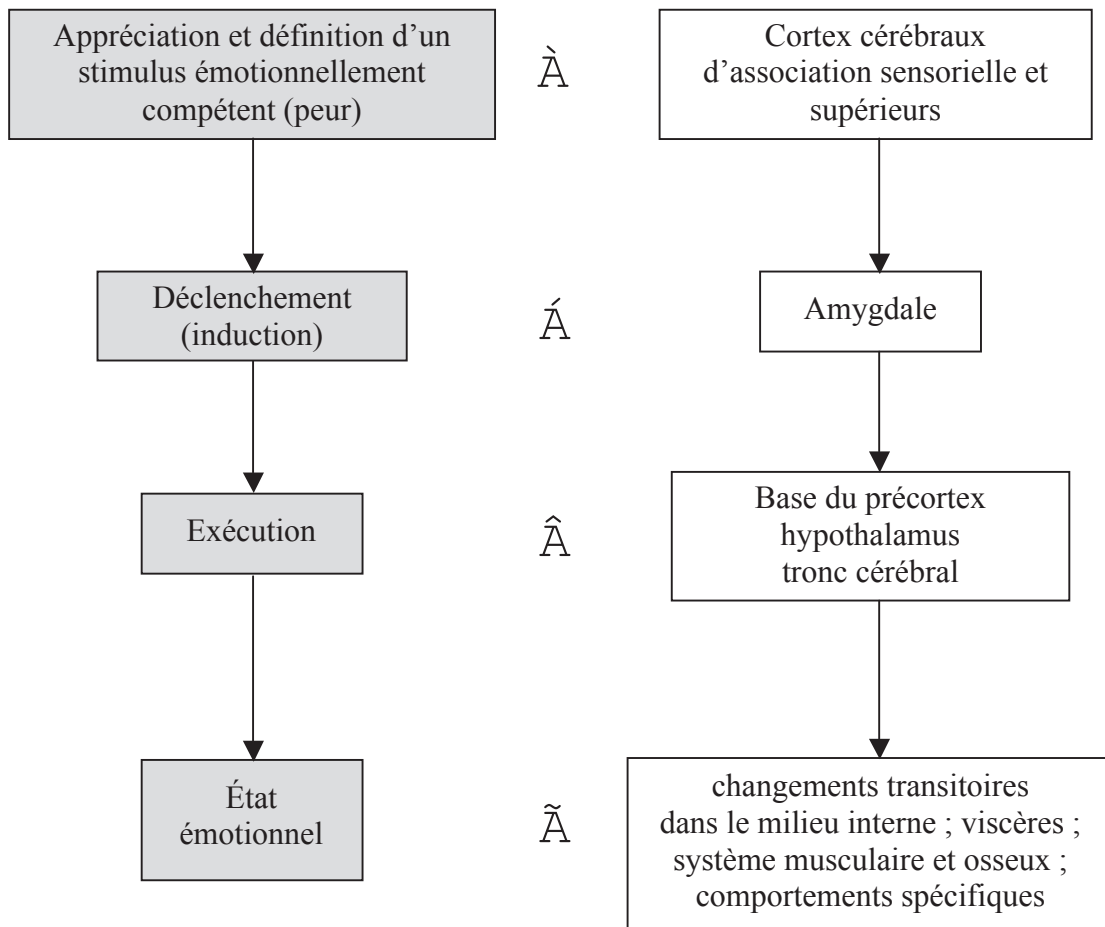 Appréciation et définition d’un
stimulus émotionnellement
compétent (peur)
À
Cortex cérébraux
d’association sensorielle et
supérieurs
Déclenchement
(induction)
Á
Amygdale
Exécution
Â
Base du précortex
hypothalamus
tronc cérébral
État
émotionnel
Ã
changements transitoires
dans le milieu interne ; viscères ;
système musculaire et osseux ;
comportements spécifiques